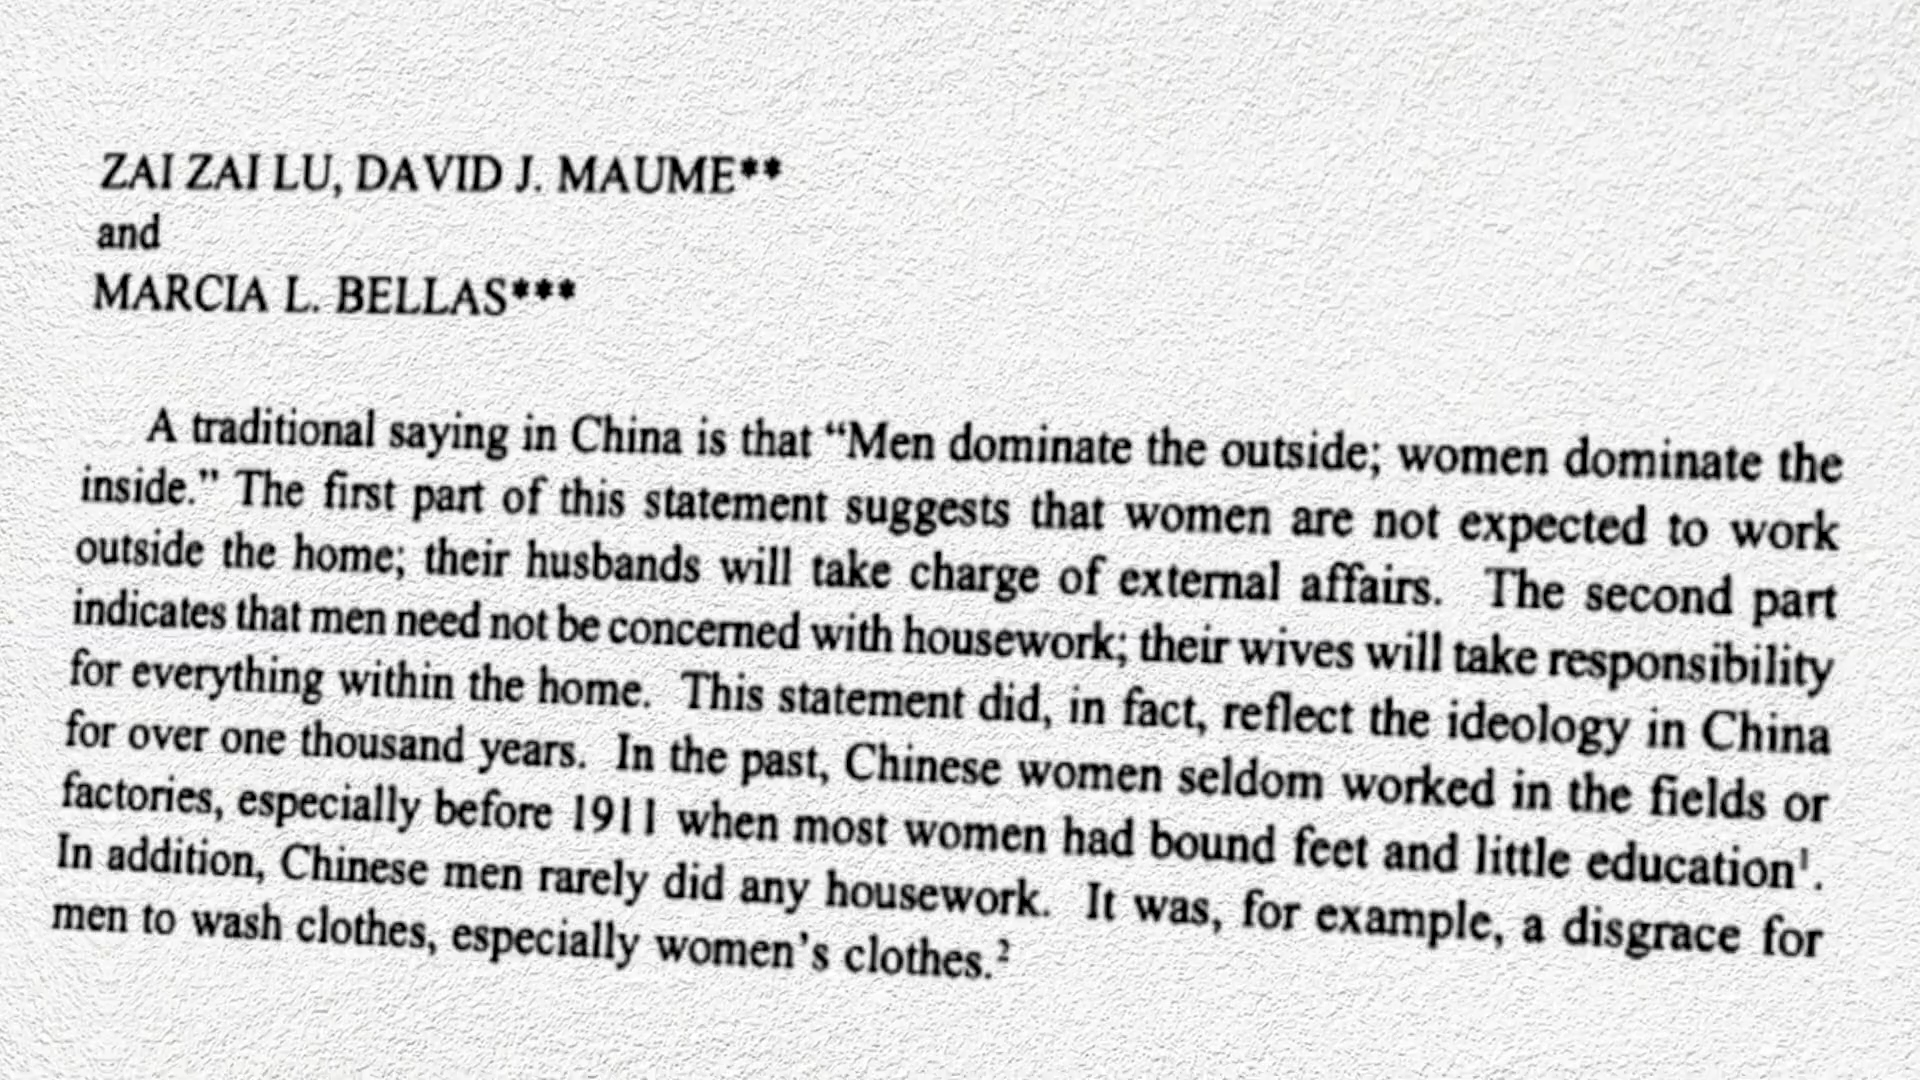 ZAI ZAI LU, DAVID J. MAUME**
and
MARCIA L. BELLAS***
A traditional saying in China is that “Men dominate the outside; women dominate the
inside.” The first part of this statement suggests that women are not expected to work
outside the home; their husbands will take charge of external affairs. The second part
indicates that men need not be concerned with housework; their wives will take responsibility
for everything within the home. This statement did, in fact, reflect the ideology in China
for over one thousand years. In the past, Chinese women seldom worked in the fields or
factories, especially before 1911 when most women had bound feet and little education¹.
In addition, Chinese men rarely did any housework. It was, for example, a disgrace for
men to wash clothes, especially women’s clothes.²